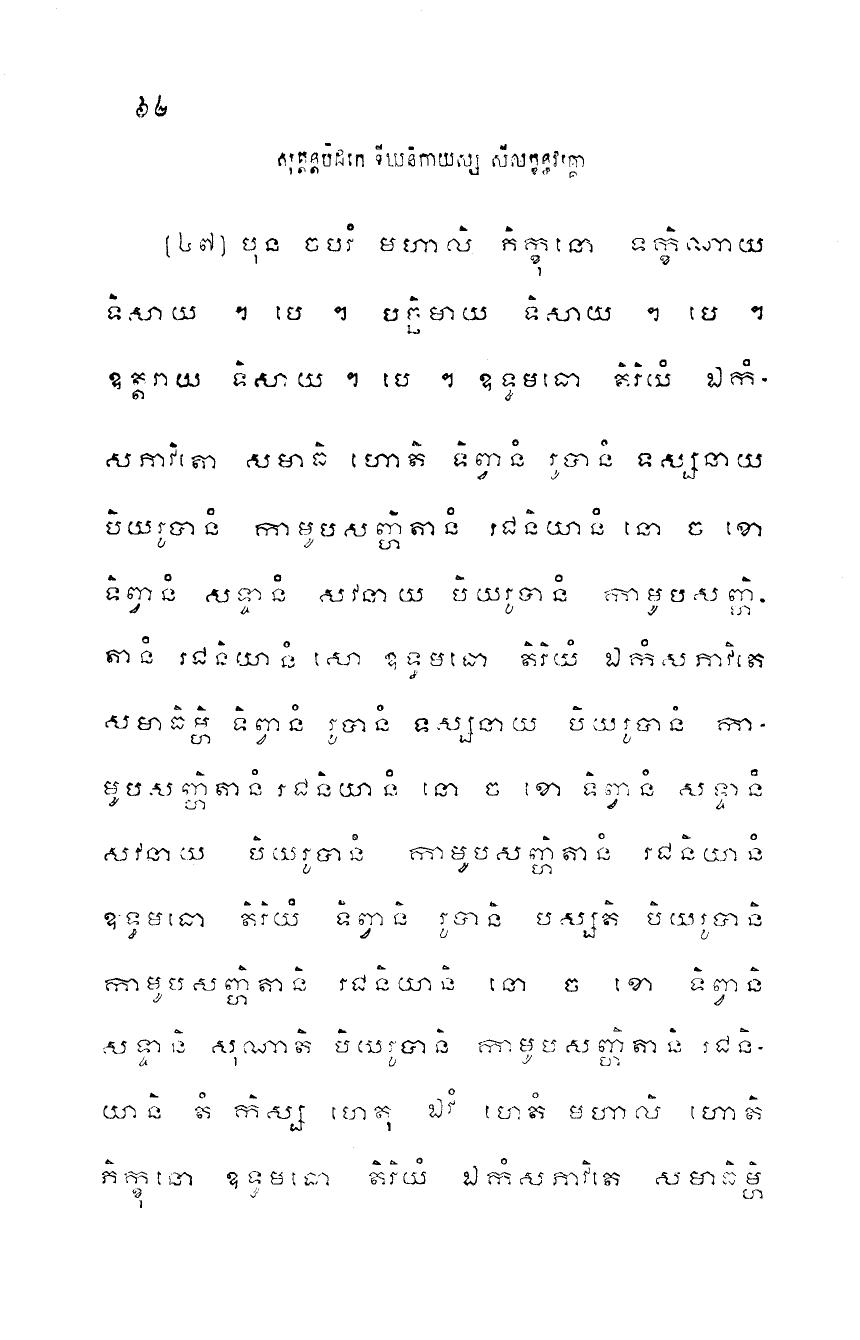 ៦៤
សុត្តន្តបិដកេ ទីឃនិកាយស្ស សីលក្ខន្ធវគ្គោ
[៤៧] បុន ចបរំ មហាលិ ភិក្ខុនោ ទក្ខិណាយ
ទិសាយ ។ បេ ។ បច្ឆិមាយ ទិសាយ ។ បេ ។
ឧត្តរាយ ទិសាយ ។ បេ ។ ឧទ្ធមធោ តិរិយំ ឯកំ-
សភាវិតោ សមាធិ ហោតិ ទិព្វានំ រូបានំ ទស្សនាយ
បិយរូបានំ កាមូបសញ្ហិតានំ រជនិយានំ នោ ច ខោ
ទិព្វានំ សទ្ទានំ សវនាយ បិយរូបានំ កាមូបសញ្ហិ-
តានំ រជនិយានំ សោ ឧទ្ធមធោ តិរិយំ ឯកំសភាវិតេ
សមាធិម្ហិ ទិព្វានំ រូបានំ ទស្សនាយ បិយរូបានំ កា-
មូបសញ្ហិតានំ រជនិយានំ នោ ច ខោ ទិព្វានំ សទ្ទានំ
សវនាយ បិយរូបានំ កាមូបសញ្ហិតានំ រជនិយានំ
ឧទ្ធមធោ តិរិយំ ទិព្វានិ រូបានិ បស្សតិ បិយរូបានិ
កាមូបសញ្ហិតានិ រជនិយានិ នោ ច ខោ ទិព្វានិ
សទ្ទានិ សុណាតិ បិយរូបានិ កាមូបសញ្ហិតានិ រជនិ-
យានិ តំ កិស្ស ហេតុ ឯវំ ហេតំ មហាលិ ហោតិ
ភិក្ខុនោ ឧទ្ធមធោ តិរិយំ ឯកំសភាវិតេ សមាធិម្ហិ